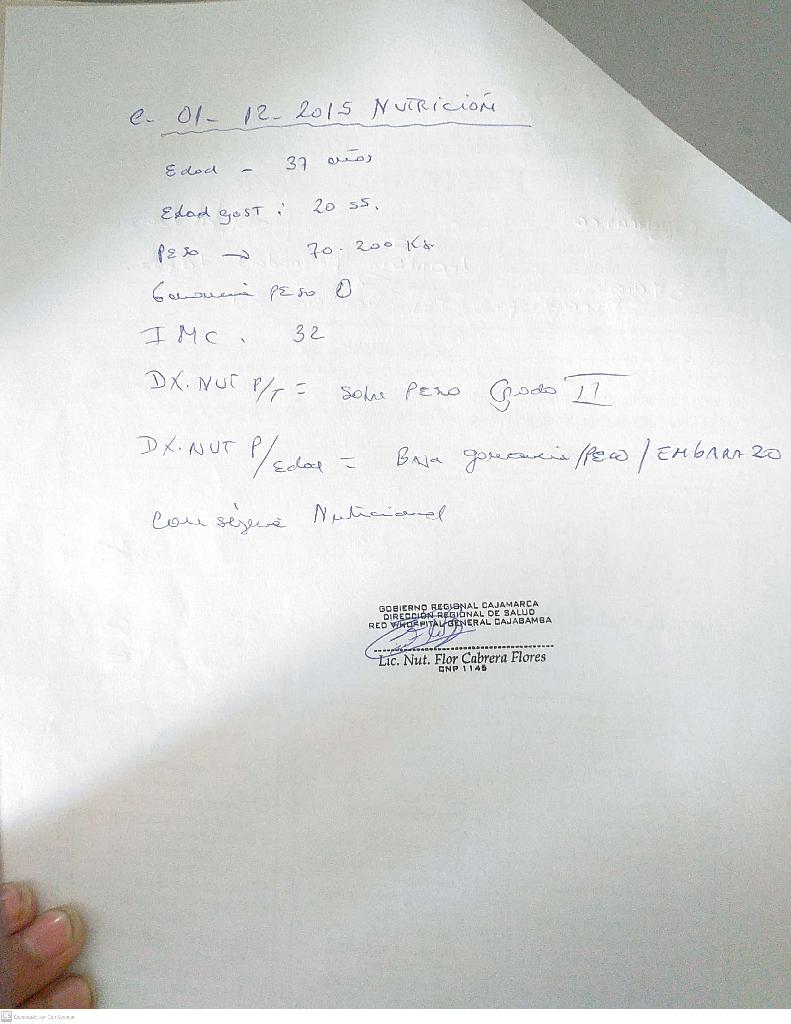 C- 01- 12- 2015 NUTRICIÓN
Edad - 37 años
Edad gest : 20 ss.
Peso → 70.200 Kg
Ganancia peso 0
IMC . 32
DX. NUT P/T = sobre peso Grado II
DX. NUT P/Edad = Baja ganancia/PESO/EMBARAZO
Consejería Nutricional
GOBIERNO REGIONAL CAJAMARCA
DIRECCIÓN REGIONAL DE SALUD
RED V/HOSPITAL GENERAL CAJABAMBA
Lic. Nut. Flor Cabrera Flores
CNP 1145
CS Escaneado con CamScanner